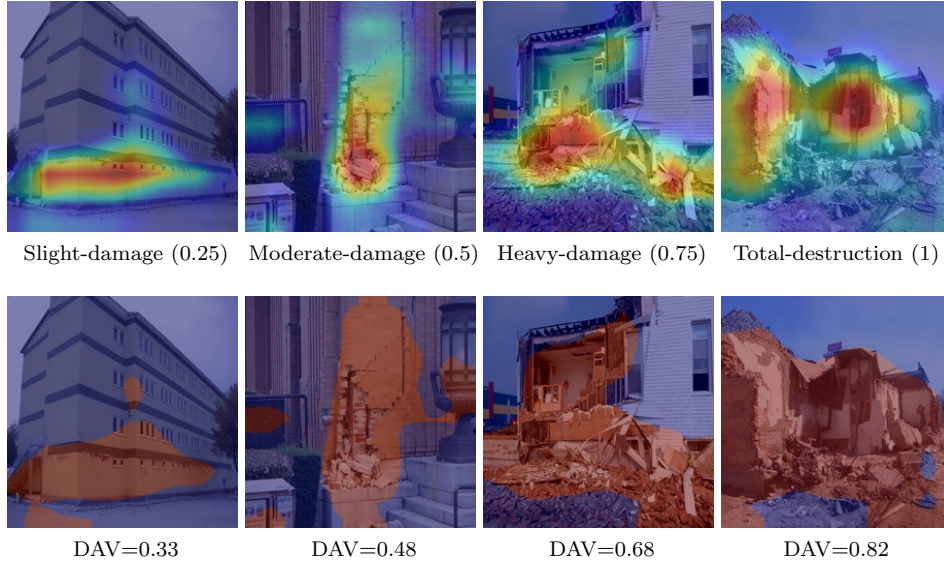 Slight-damage (0.25) Moderate-damage (0.5) Heavy-damage (0.75) Total-destruction (1)
DAV=0.33 DAV=0.48 DAV=0.68 DAV=0.82